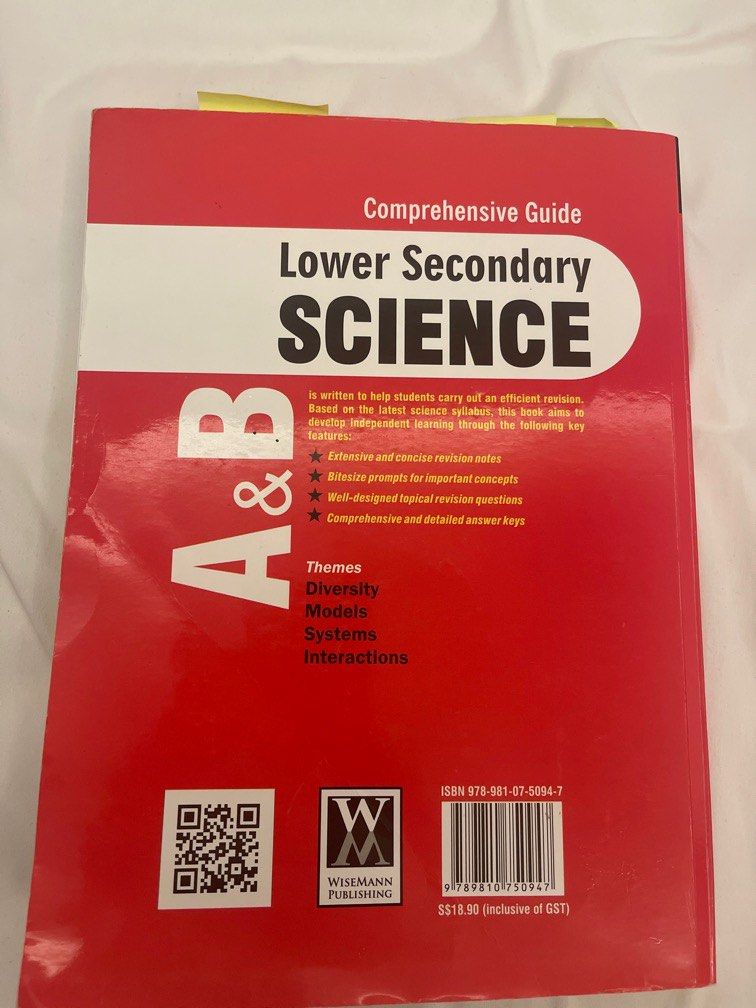 Comprehensive Guide
Lower Secondary
SCIENCE
A & B
is written to help students carry out an efficient revision.
Based on the latest science syllabus, this book aims to
develop independent learning through the following key
features:
Extensive and concise revision notes
Bitesize prompts for important concepts
Well-designed topical revision questions
Comprehensive and detailed answer keys
Themes
Diversity
Models
Systems
Interactions
WM
WISEMANN
PUBLISHING
ISBN 978-981-07-5094-7
9 789810 750947
S$18.90 (inclusive of GST)